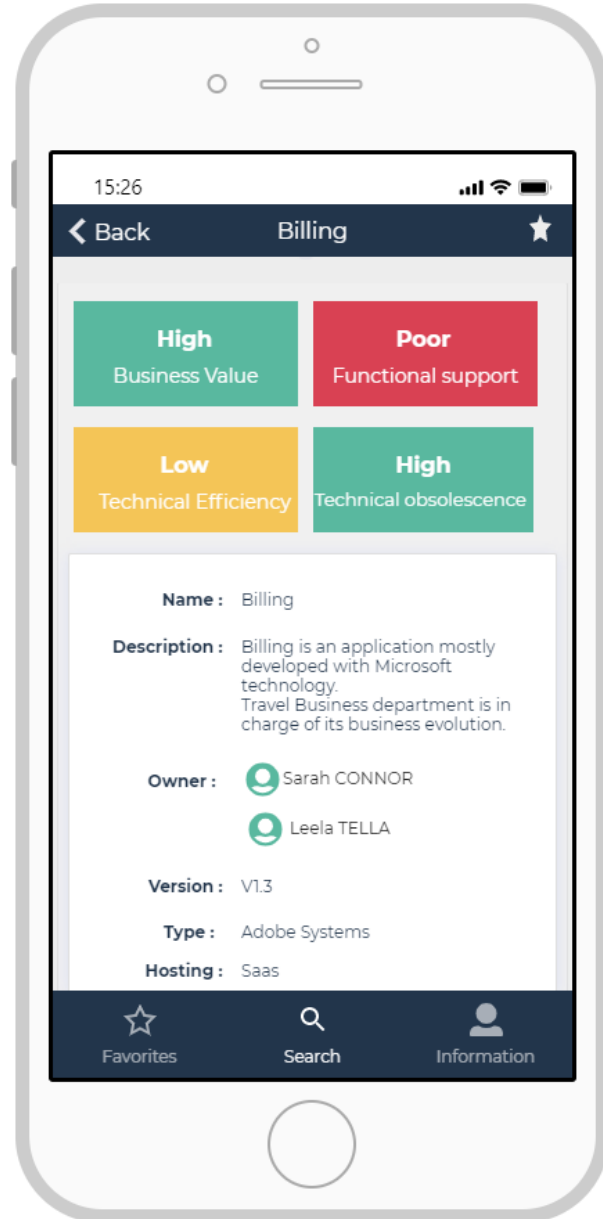 15:26
Back
Billing
High
Business Value
Poor
Functional support
Low
Technical Efficiency
High
Technical obsolescence
Name : Billing
Description : Billing is an application mostly
developed with Microsoft
technology.
Travel Business department is in
charge of its business evolution.
Owner : Sarah CONNOR
Leela TELLA
Version : V1.3
Type : Adobe Systems
Hosting : Saas
Favorites
Search
Information